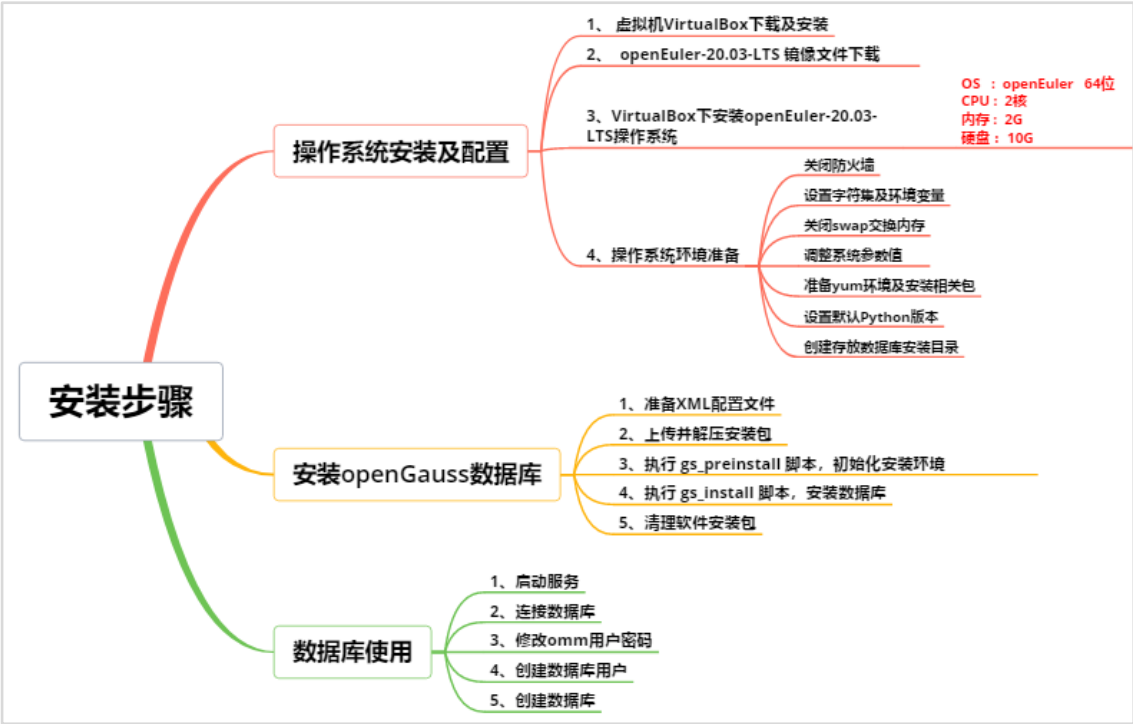 安装步骤
操作系统安装及配置
1、 虚拟机VirtualBox下载及安装
2、 openEuler-20.03-LTS 镜像文件下载
3、VirtualBox下安装openEuler-20.03-
LTS操作系统
OS : openEuler 64位
CPU : 2核
内存 : 2G
硬盘 : 10G
4、操作系统环境准备
关闭防火墙
设置字符集及环境变量
关闭swap交换内存
调整系统参数值
准备yum环境及安装相关包
设置默认Python版本
创建存放数据库安装目录
安装openGauss数据库
1、准备XML配置文件
2、上传并解压安装包
3、执行 gs_preinstall 脚本，初始化安装环境
4、执行 gs_install 脚本，安装数据库
5、清理软件安装包
数据库使用
1、启动服务
2、连接数据库
3、修改omm用户密码
4、创建数据库用户
5、创建数据库